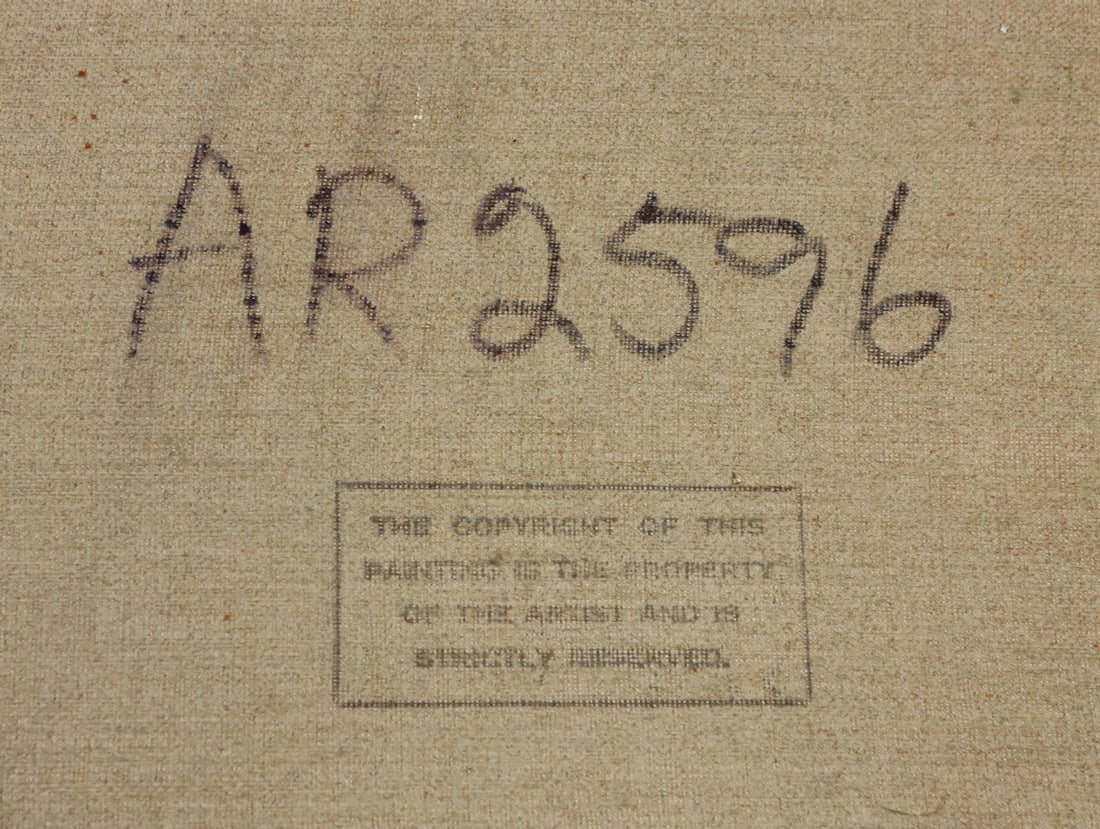 AR2596
THE COPYRIGHT OF THIS
PAINTING IS THE PROPERTY
OF THE ARTIST AND IS
STRICTLY RESERVED.